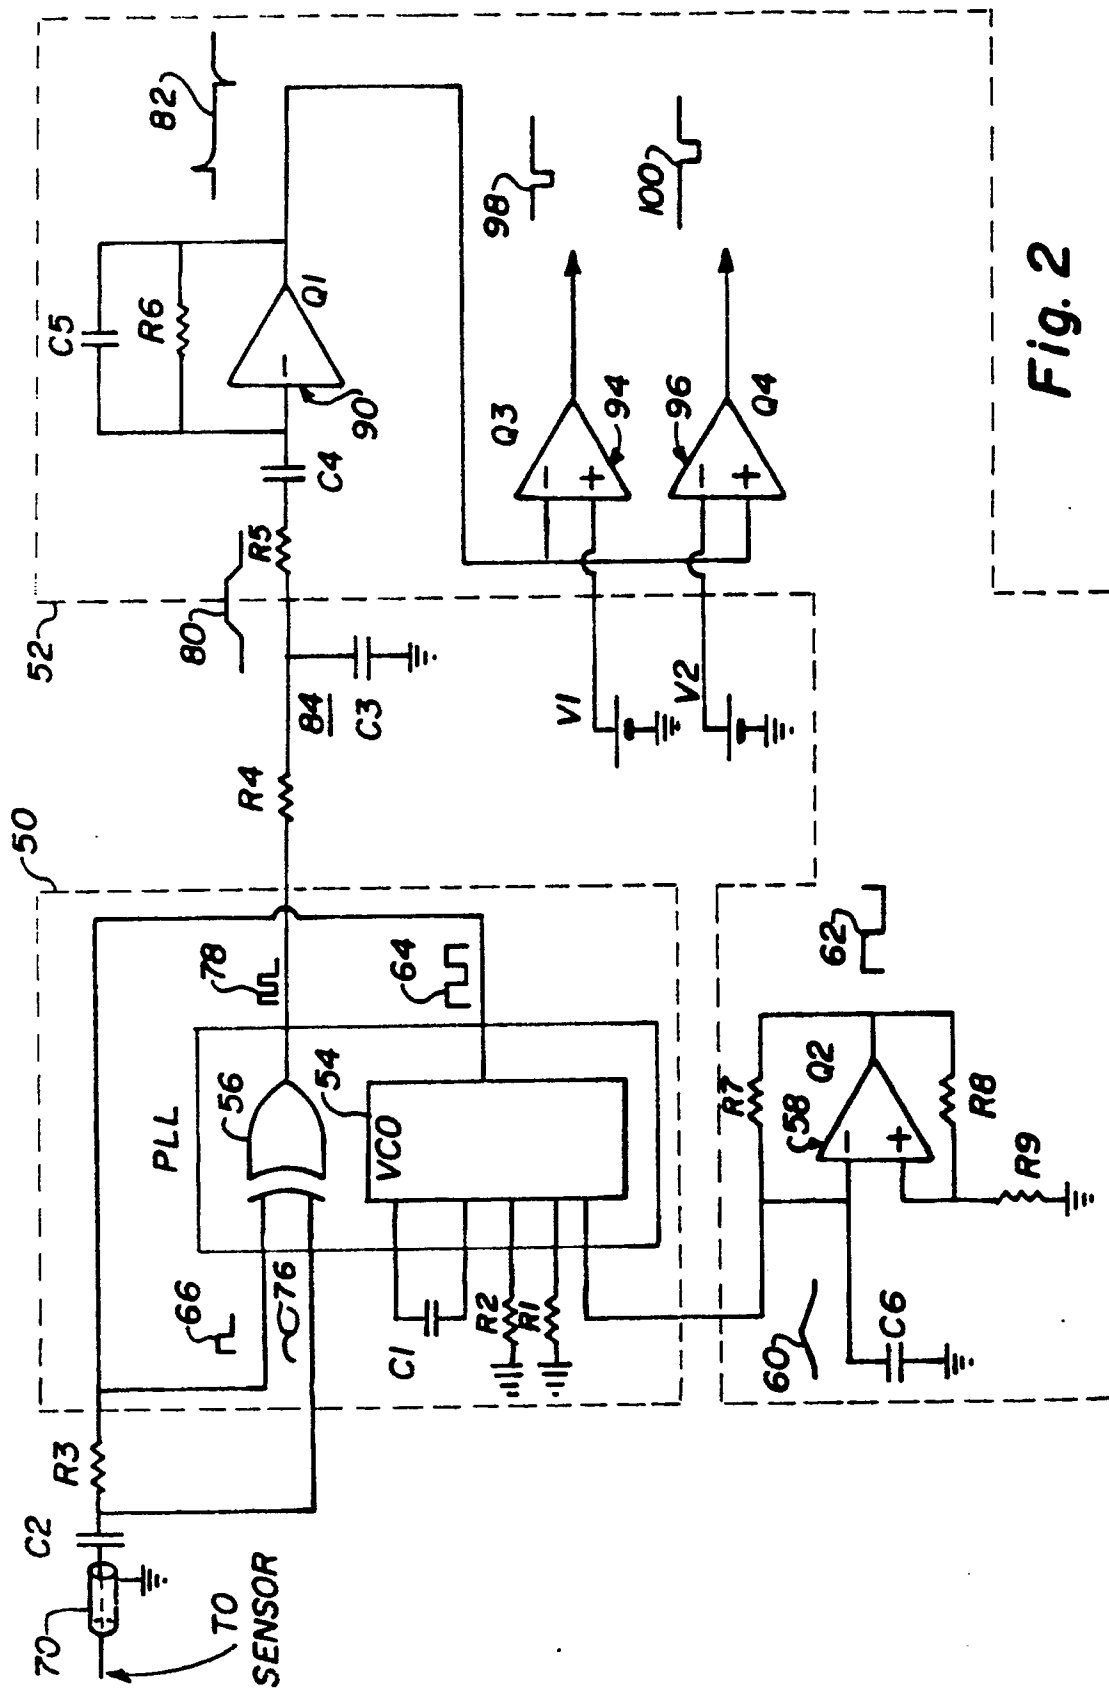 70
TO
SENSOR
C2
R3
66
76
PLL
56
54
VCO
C1
R2
R1
78
64
50
R4
84
C3
52
80
R5
C4
90
Q1
C5
R6
82
V1
V2
Q3
94
96
Q4
98
100
60
C6
R7
58
Q2
R8
R9
62
-
-
+
-
+
-
+
Fig. 2